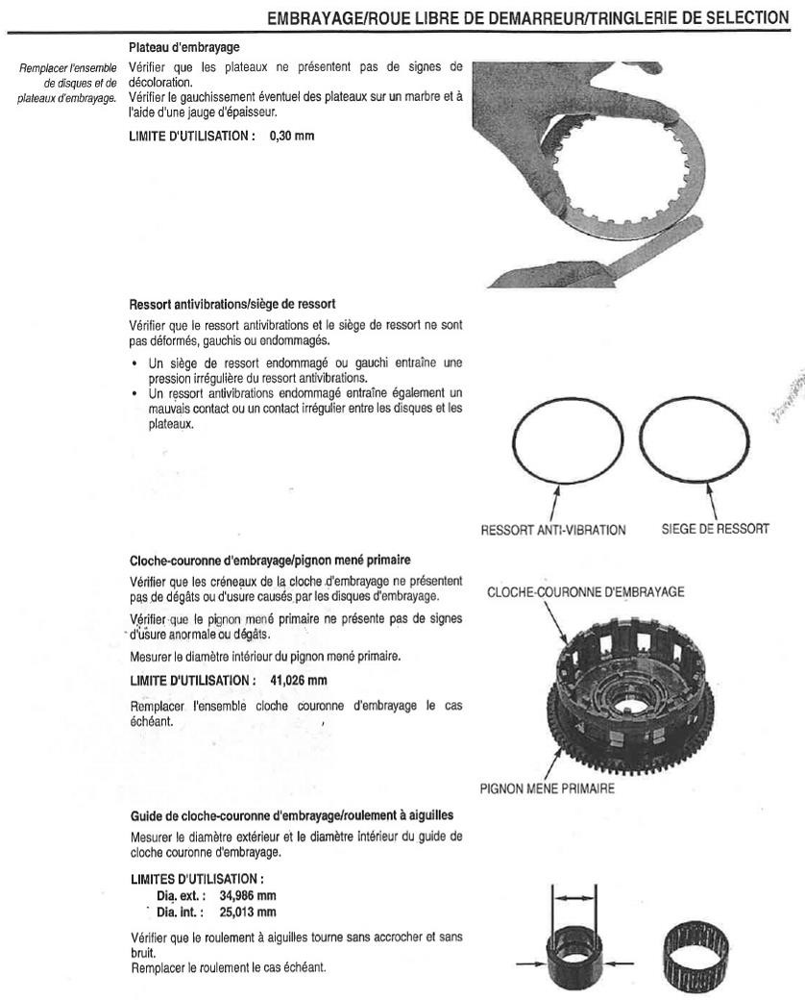 EMBRAYAGE/ROUE LIBRE DE DEMARREUR/TRINGLERIE DE SELECTION
Plateau d'embrayage
Remplacer l'ensemble
de disques et de
plateaux d'embrayage.
Vérifier que les plateaux ne présentent pas de signes de
décoloration.
Vérifier le gauchissement éventuel des plateaux sur un marbre et à
l'aide d'une jauge d'épaisseur.
LIMITE D'UTILISATION : 0,30 mm
Ressort antivibrations/siège de ressort
Vérifier que le ressort antivibrations et le siège de ressort ne sont
pas déformés, gauchis ou endommagés.
• Un siège de ressort endommagé ou gauchi entraîne une
pression irrégulière du ressort antivibrations.
• Un ressort antivibrations endommagé entraîne également un
mauvais contact ou un contact irrégulier entre les disques et les
plateaux.
RESSORT ANTI-VIBRATION
SIEGE DE RESSORT
Cloche-couronne d'embrayage/pignon mené primaire
Vérifier que les créneaux de la cloche d'embrayage ne présentent
pas de dégâts ou d'usure causés par les disques d'embrayage.
Vérifier que le pignon mené primaire ne présente pas de signes
d'usure anormale ou dégâts.
Mesurer le diamètre intérieur du pignon mené primaire.
LIMITE D'UTILISATION : 41,026 mm
Remplacer l'ensemble cloche couronne d'embrayage le cas
échéant.
CLOCHE-COURONNE D'EMBRAYAGE
PIGNON MENE PRIMAIRE
Guide de cloche-couronne d'embrayage/roulement à aiguilles
Mesurer le diamètre extérieur et le diamètre intérieur du guide de
cloche couronne d'embrayage.
LIMITES D'UTILISATION :
Dia. ext. : 34,986 mm
Dia. int. : 25,013 mm
Vérifier que le roulement à aiguilles tourne sans accrocher et sans
bruit.
Remplacer le roulement le cas échéant.